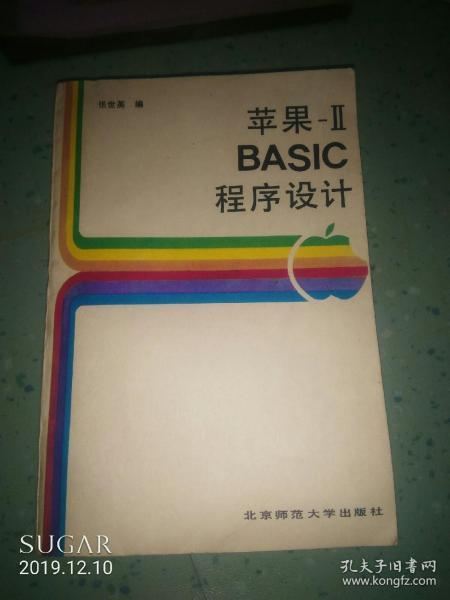 张世英 编
苹果-Ⅱ
BASIC
程序设计
北京师范大学出版社
SUGAR
2019.12.10
孔夫子旧书网
www.kongfz.com